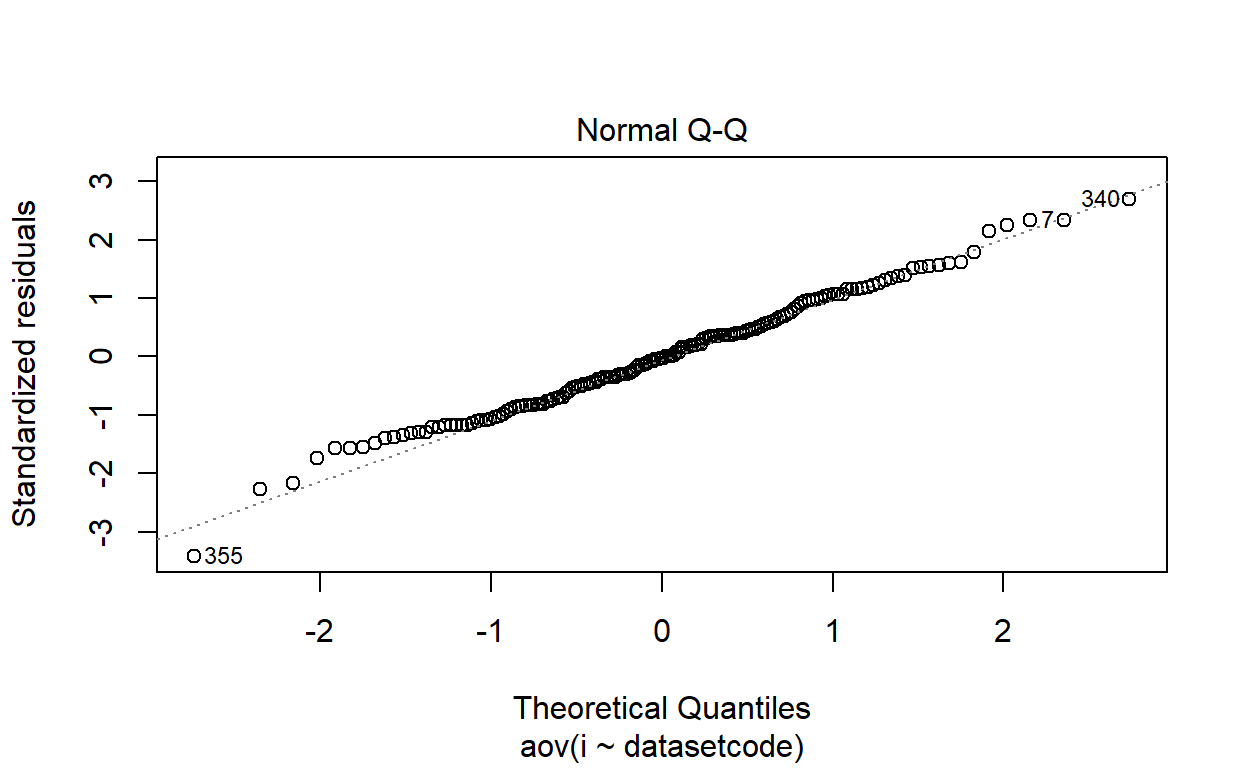 Normal Q-Q
Standardized residuals
3
2
1
0
-1
-2
-3
340
7
355
-2 -1 0 1 2
Theoretical Quantiles
aov(i ~ datasetcode)